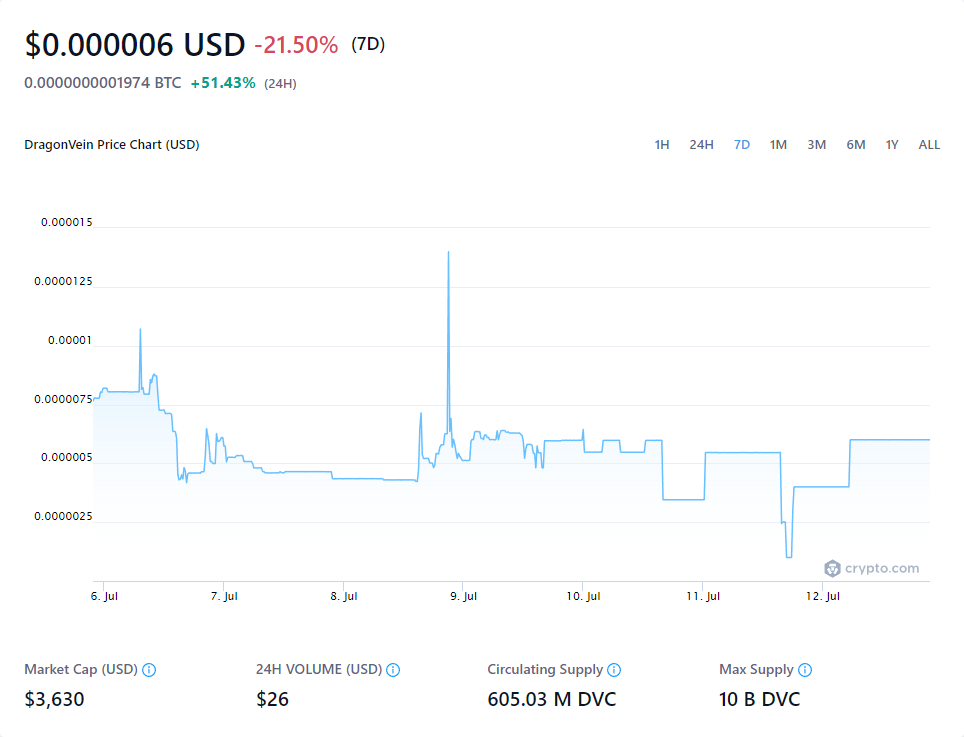 $0.000006 USD -21.50% (7D)
0.0000000001974 BTC +51.43% (24H)
DragonVein Price Chart (USD) 1H 24H 7D 1M 3M 6M 1Y ALL
0.000015
0.0000125
0.00001
0.0000075
0.000005
0.0000025
crypto.com
6. Jul 7. Jul 8. Jul 9. Jul 10. Jul 11. Jul 12. Jul
Market Cap (USD) 24H VOLUME (USD) Circulating Supply Max Supply
$3,630 $26 605.03 M DVC 10 B DVC